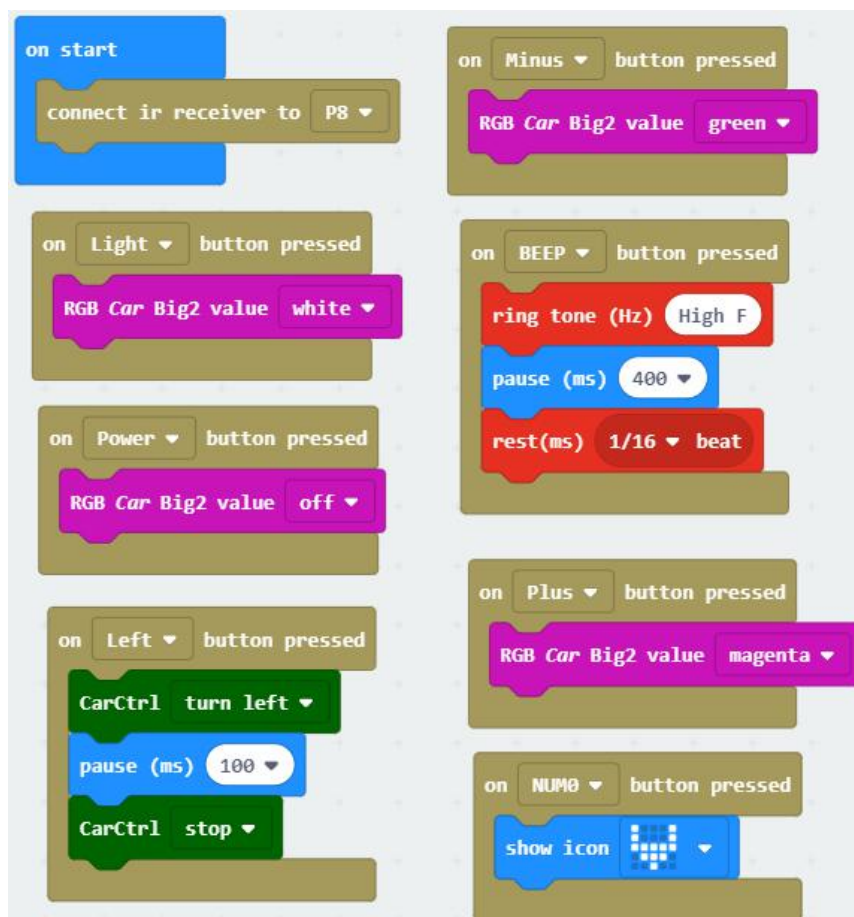 on start
connect ir receiver to P8
on Light button pressed
RGB Car Big2 value white
on Power button pressed
RGB Car Big2 value off
on Left button pressed
CarCtrl turn left
pause (ms) 100
CarCtrl stop
on Minus button pressed
RGB Car Big2 value green
on BEEP button pressed
ring tone (Hz) High F
pause (ms) 400
rest(ms) 1/16 beat
on Plus button pressed
RGB Car Big2 value magenta
on NUM0 button pressed
show icon